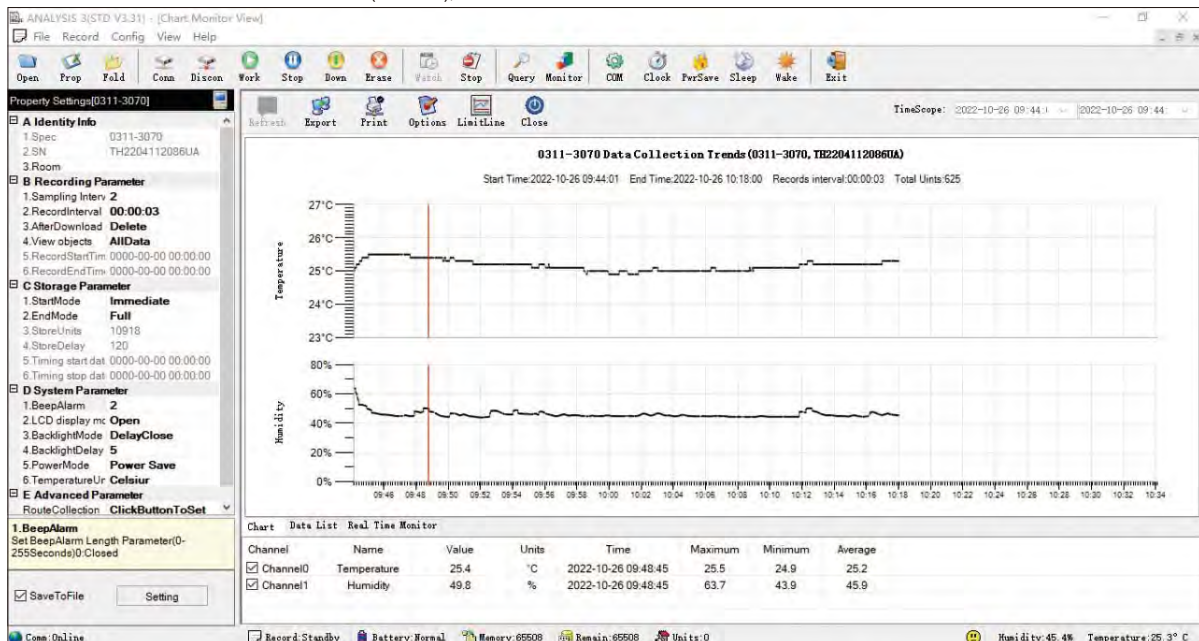 ANALYSIS 3(STD V3.31) - [Chart Monitor View]
File Record Config View Help
Open Prop Fold Conn Discon Work Stop Down Erase Watch Stop Query Monitor COM Clock PwrSave Sleep Wake Exit
Property Settings[0311-3070]
A Identity Info
1.Spec 0311-3070
2.SN TH2204112086UA
3.Room
B Recording Parameter
1.Sampling Interv 2
2.RecordInterval 00:00:03
3.AfterDownload Delete
4.View objects AllData
5.RecordStartTim 0000-00-00 00:00:00
6.RecordEndTime 0000-00-00 00:00:00
C Storage Parameter
1.StartMode Immediate
2.EndMode Full
3.StoreUnits 10918
4.StoreDelay 120
5.Timing start dat 0000-00-00 00:00:00
6.Timing stop dat 0000-00-00 00:00:00
D System Parameter
1.BeepAlarm 2
2.LCD display mc Open
3.BacklightMode DelayClose
4.BacklightDelay 5
5.PowerMode Power Save
6.TemperatureUr Celsiur
E Advanced Parameter
RouteCollection ClickButtonToSet
1.BeepAlarm
Set BeepAlarm Length Parameter(0-
255Seconds)0:Closed
SaveToFile Setting
Refresh Export Print Options LimitLine Close
TimeScope: 2022-10-26 09:44: 2022-10-26 09:44:
0311-3070 Data Collection Trends(0311-3070, TH2204112086UA)
Start Time:2022-10-26 09:44:01 End Time:2022-10-26 10:18:00 Records interval:00:00:03 Total Uints:625
27°C
26°C
25°C
24°C
23°C
Temperature
80%
60%
40%
20%
0%
Humidity
09:46 09:48 09:50 09:52 09:54 09:56 09:58 10:00 10:02 10:04 10:06 10:08 10:10 10:12 10:14 10:16 10:18 10:20 10:22 10:24 10:26 10:28 10:30 10:32 10:34
Chart Data List Real Time Monitor
Channel Name Value Units Time Maximum Minimum Average
Channel0 Temperature 25.4 °C 2022-10-26 09:48:45 25.5 24.9 25.2
Channel1 Humidity 49.8 % 2022-10-26 09:48:45 63.7 43.9 45.9
Comm:Online Record:Standby Battery:Normal Memory:65508 Remain:65508 Units:0 Humidity:45.4% Temperature:25.3° C